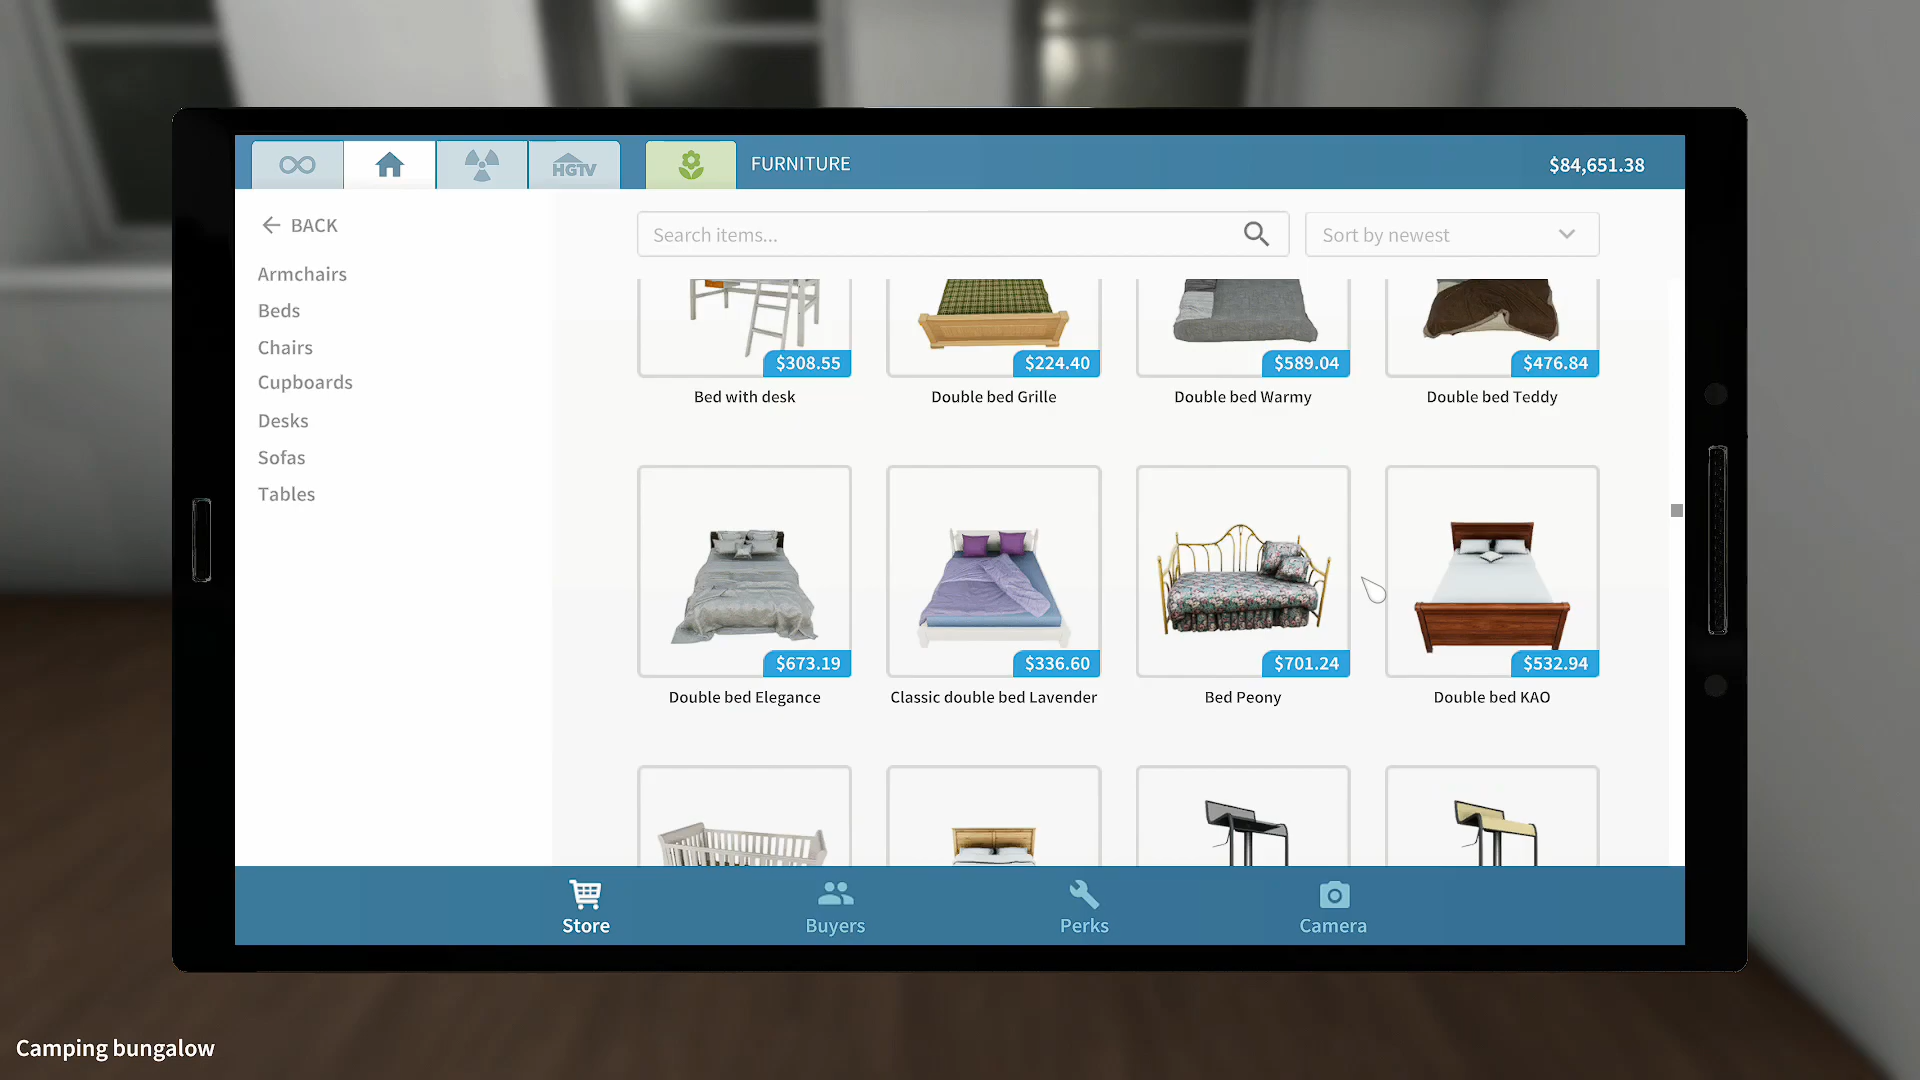 HGTV
FURNITURE
$84,651.38
BACK
Search items...
Sort by newest
Armchairs
Beds
Chairs
Cupboards
Desks
Sofas
Tables
$308.55
$224.40
$589.04
$476.84
Bed with desk
Double bed Grille
Double bed Warmy
Double bed Teddy
$673.19
$336.60
$701.24
$532.94
Double bed Elegance
Classic double bed Lavender
Bed Peony
Double bed KAO
Store
Buyers
Perks
Camera
Camping bungalow